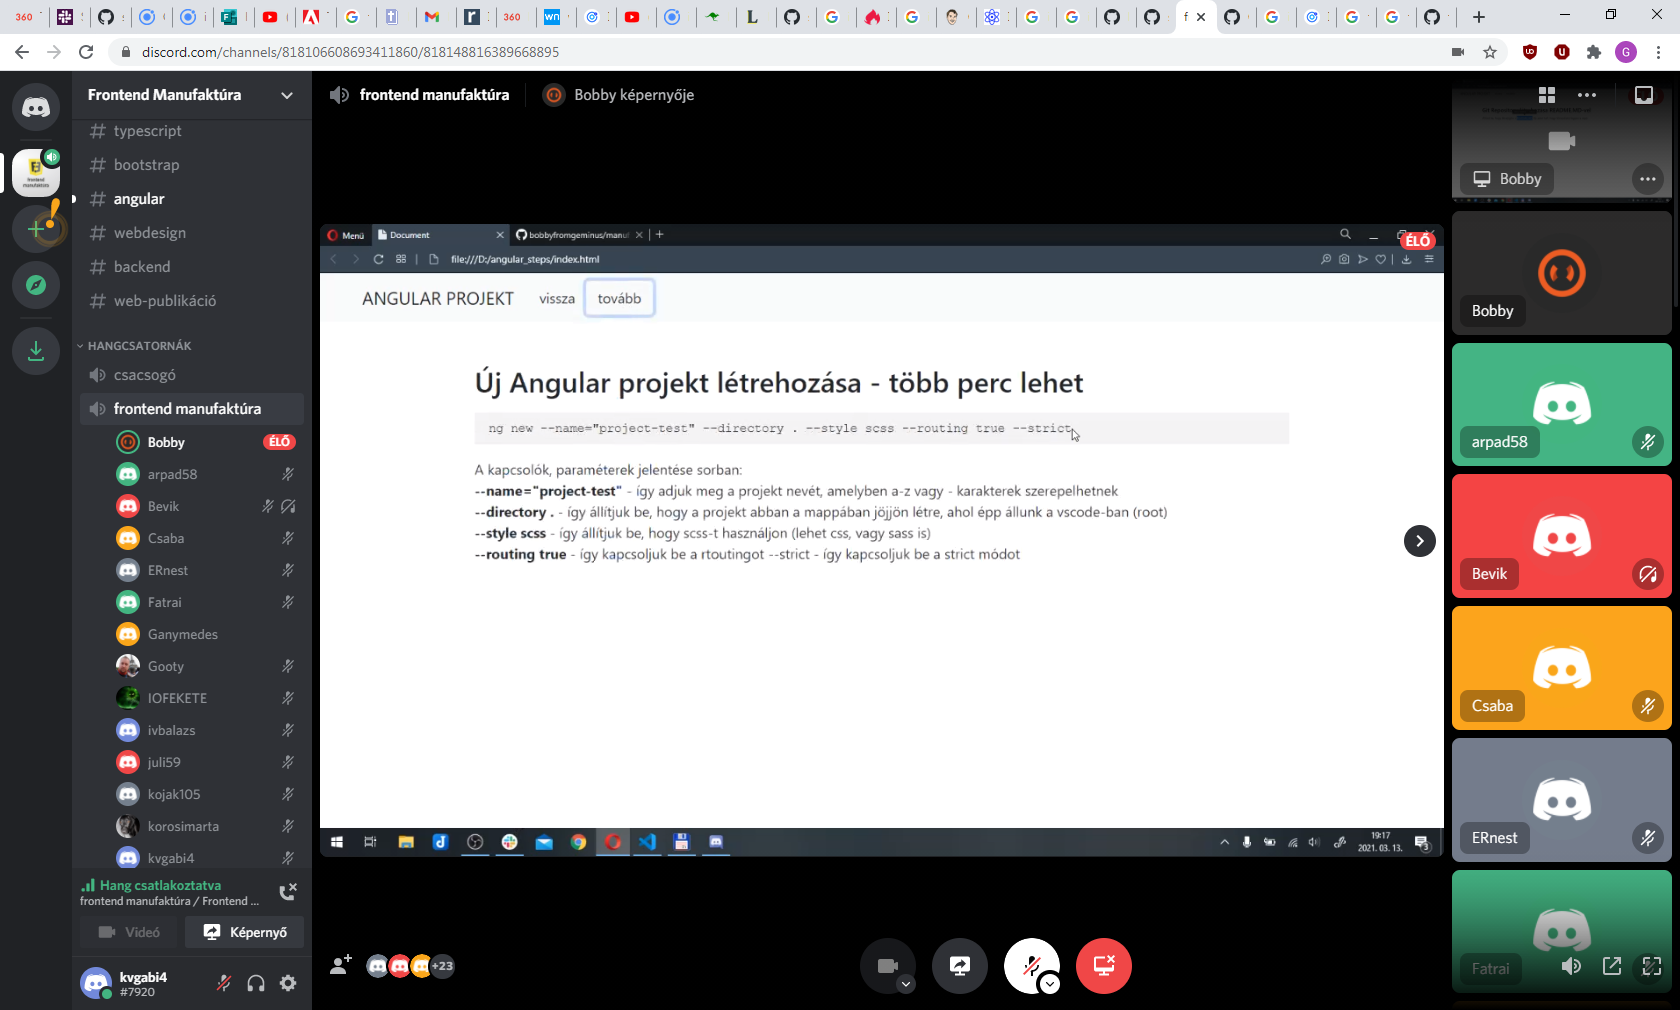 discord.com/channels/818106608693411860/818148816389668895
Frontend Manufaktúra
# typescript
# bootstrap
# angular
# webdesign
# backend
# web-publikáció
HANGCSATORNÁK
csacsogó
frontend manufaktúra
Bobby ÉLŐ
arpad58
Bevik
Csaba
ERnest
Fatrai
Ganymedes
Gooty
IOFEKETE
ivbalazs
juli59
kojak105
korosimarta
kvgabi4
Hang csatlakoztatva
frontend manufaktúra / Frontend ...
Videó Képernyő
kvgabi4
#7920
frontend manufaktúra Bobby képernyője
Menü Document bobbyfromgeminus/manuf
ÉLŐ
file:///D:/angular_steps/index.html
ANGULAR PROJEKT vissza tovább
Új Angular projekt létrehozása - több perc lehet
ng new --name="project-test" --directory . --style scss --routing true --strict
A kapcsolók, paraméterek jelentése sorban:
--name="project-test" - így adjuk meg a projekt nevét, amelyben a-z vagy - karakterek szerepelhetnek
--directory . - így állítjuk be, hogy a projekt abban a mappában jöjjön létre, ahol épp állunk a vscode-ban (root)
--style scss - így állítjuk be, hogy scss-t használjon (lehet css, vagy sass is)
--routing true - így kapcsoljuk be a rtoutingot --strict - így kapcsoljuk be a strict módot
19:17
2021. 03. 13.
3
+23
Bobby
Bobby
arpad58
Bevik
Csaba
ERnest
Fatrai